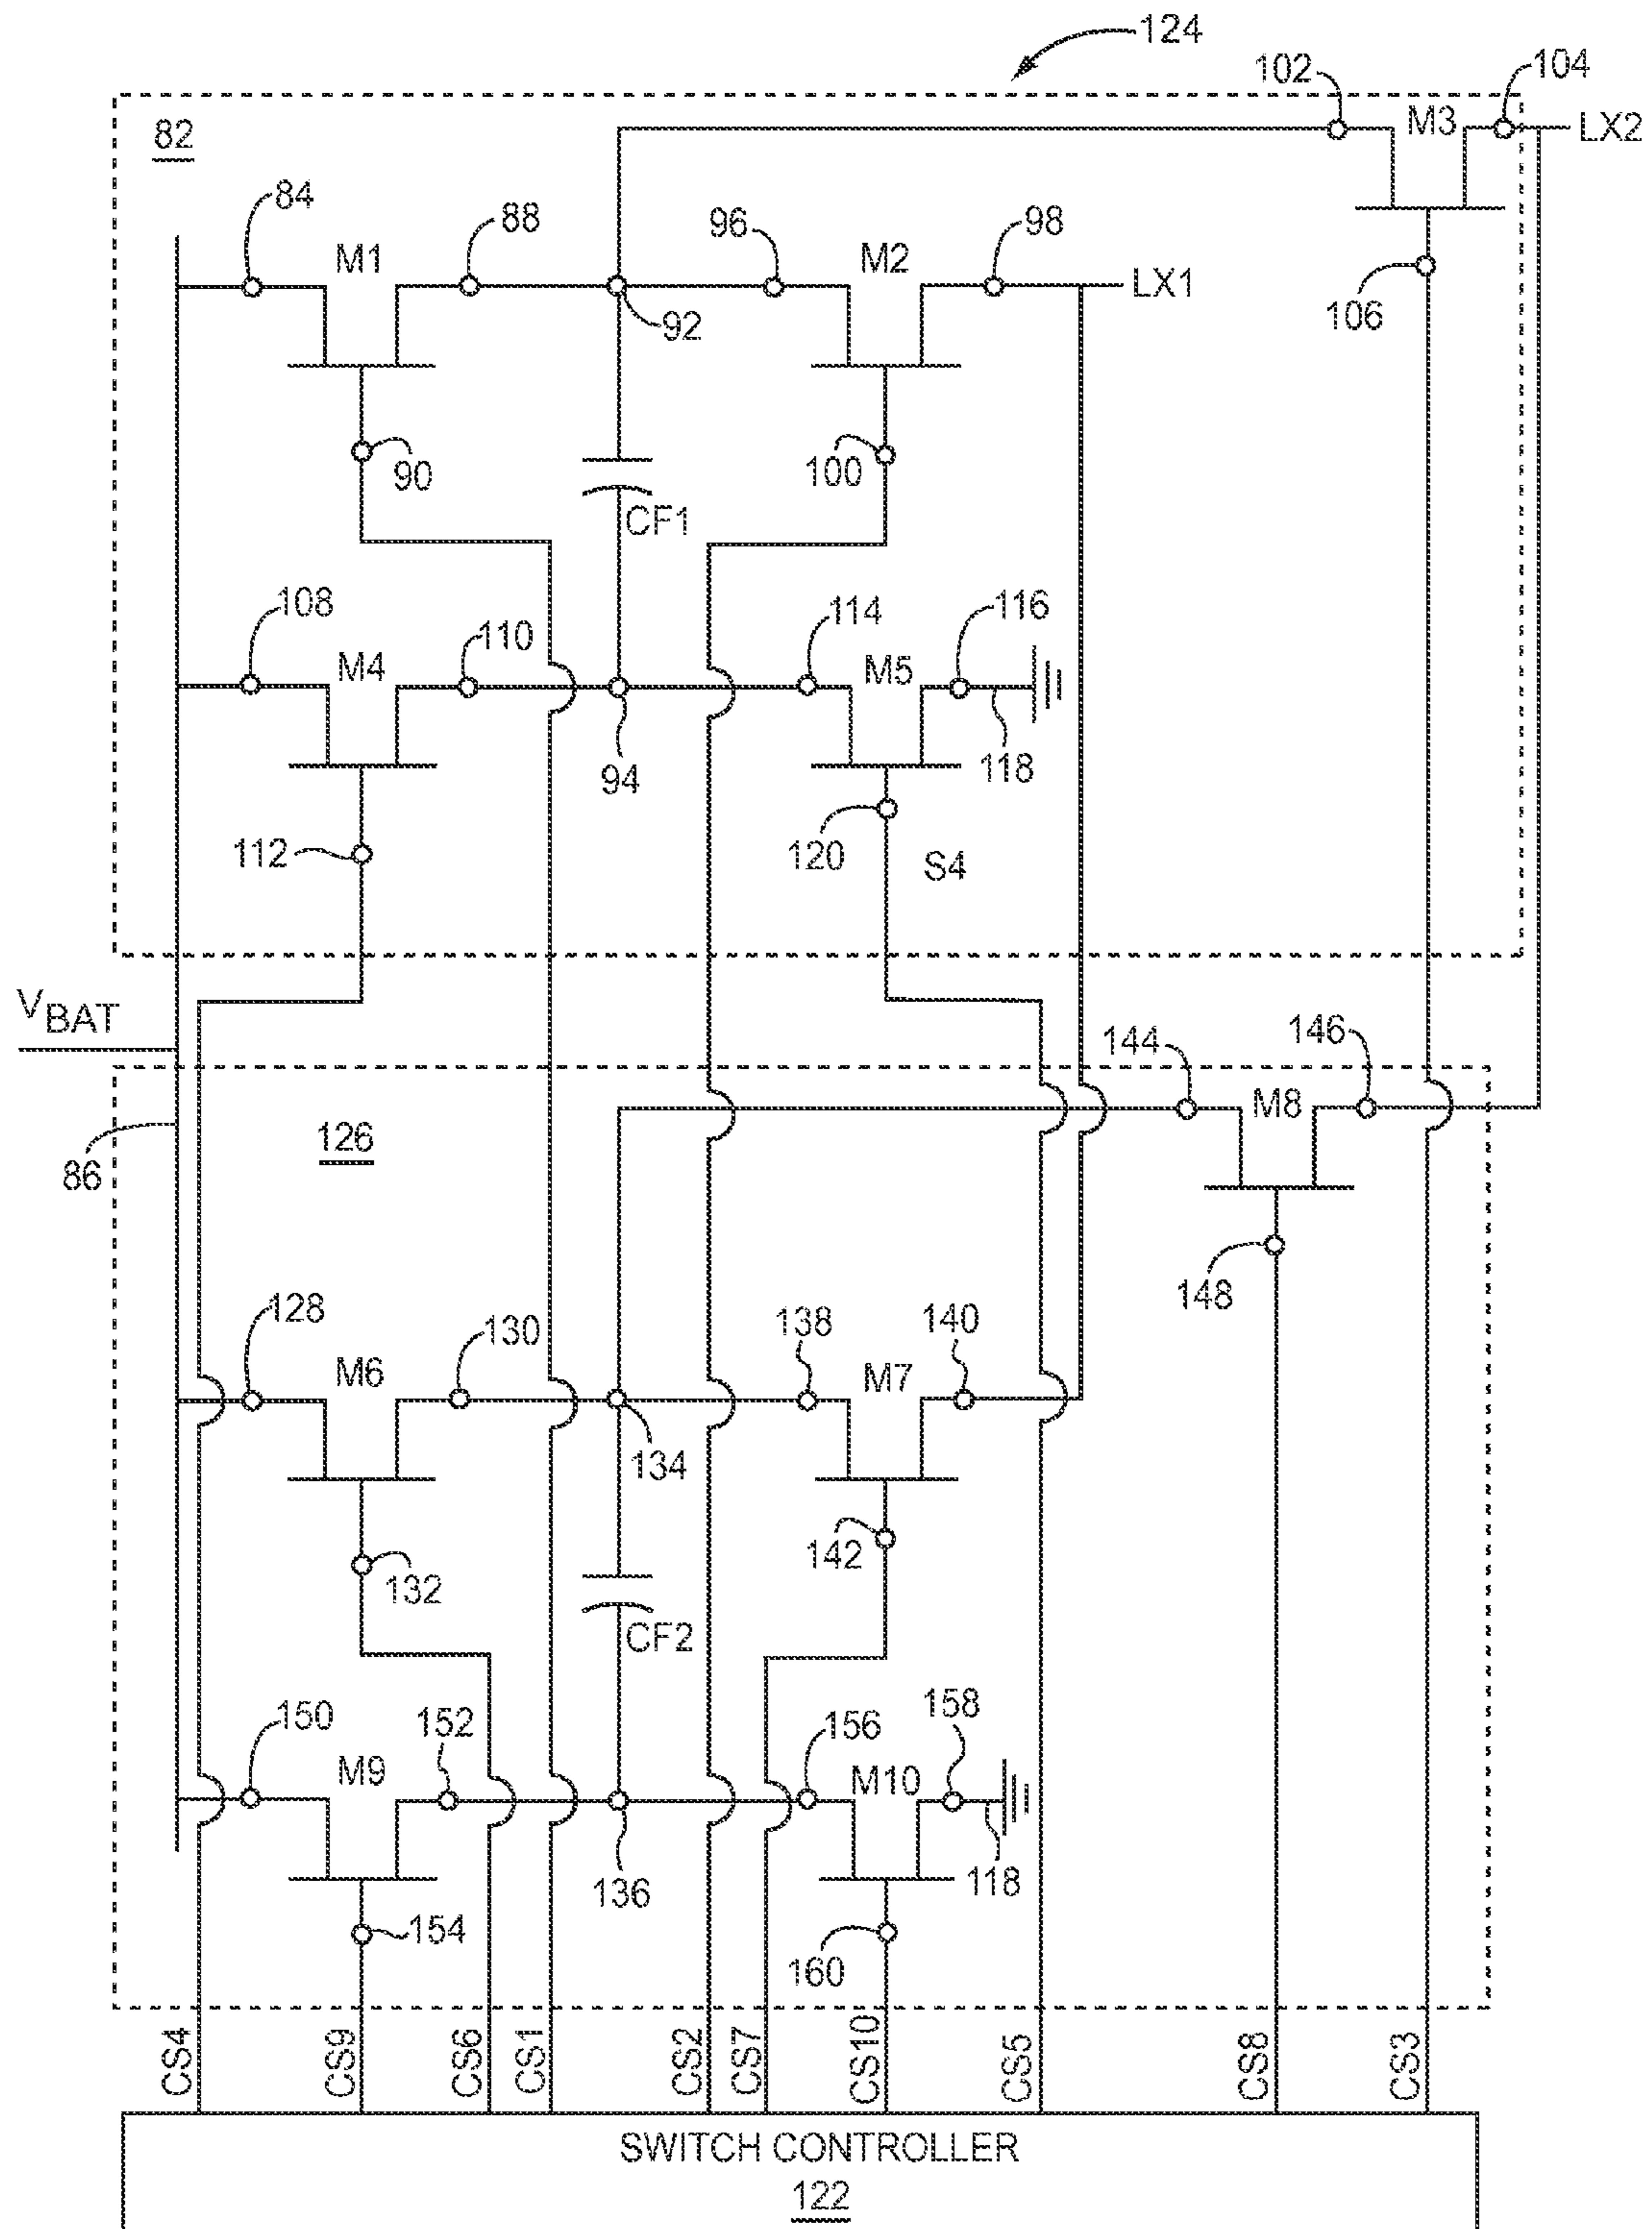 124
102
104
82
M3
LX2
84
88
96
98
M1
M2
LX1
92
106
90
100
CF1
108
110
114
116
M4
M5
94
118
112
120
S4
VBAT
144
146
M8
126
86
148
128
130
138
140
M6
M7
134
142
132
CF2
150
152
156
158
M9
M10
136
118
154
160
CS4
CS9
CS6
CS1
CS2
CS7
CS10
CS5
CS8
CS3
SWITCH CONTROLLER
122